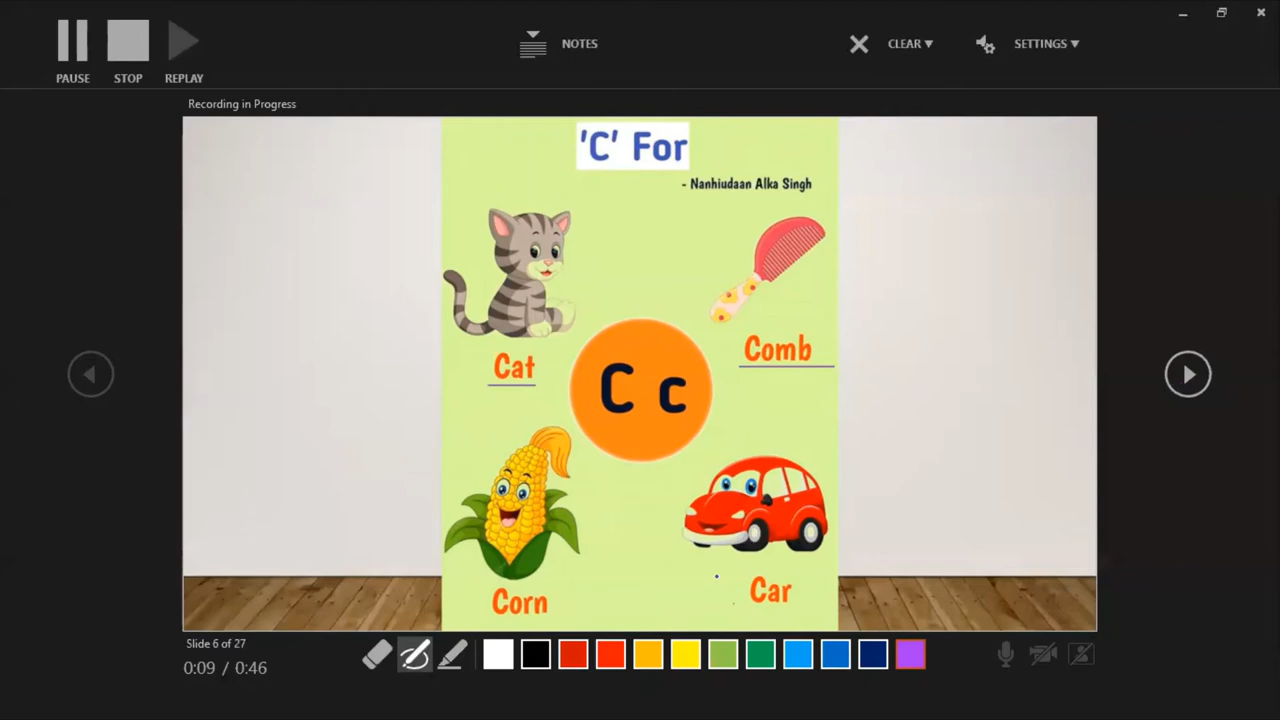 PAUSE
STOP
REPLAY
NOTES
CLEAR
SETTINGS
Recording in Progress
'C' For
- Nanhiudaan Alka Singh
Cat
Comb
C c
Corn
Car
Slide 6 of 27
0:09 / 0:46